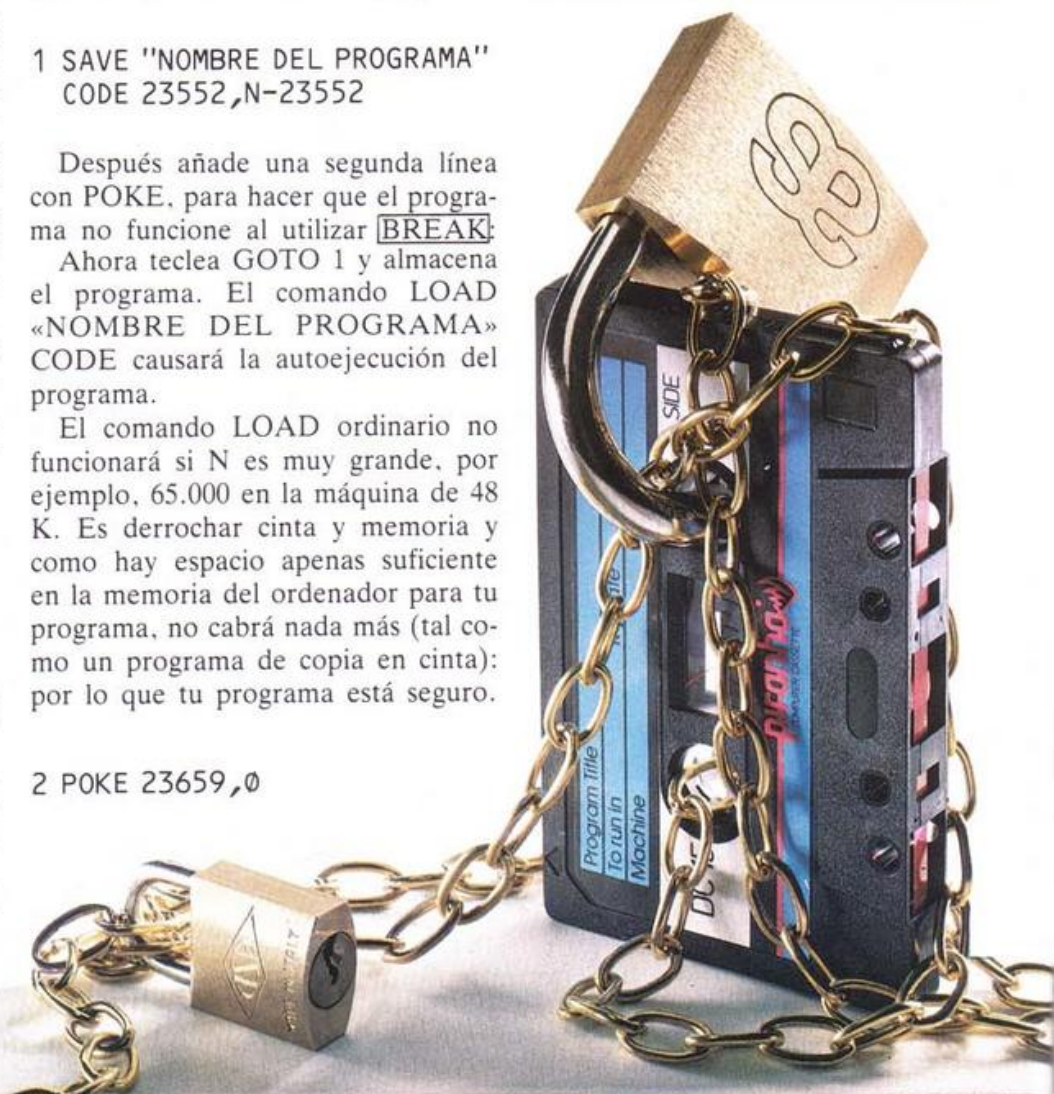 1 SAVE "NOMBRE DEL PROGRAMA"
CODE 23552,N-23552
Después añade una segunda línea
con POKE, para hacer que el progra-
ma no funcione al utilizar BREAK:
Ahora teclea GOTO 1 y almacena
el programa. El comando LOAD
«NOMBRE DEL PROGRAMA»
CODE causará la autoejecución del
programa.
El comando LOAD ordinario no
funcionará si N es muy grande, por
ejemplo, 65.000 en la máquina de 48
K. Es derrochar cinta y memoria y
como hay espacio apenas suficiente
en la memoria del ordenador para tu
programa, no cabrá nada más (tal co-
mo un programa de copia en cinta):
por lo que tu programa está seguro.
2 POKE 23659,0
SIDE
Program Title
To run in
Machine
COMPUTER CASSETTE
ITALY